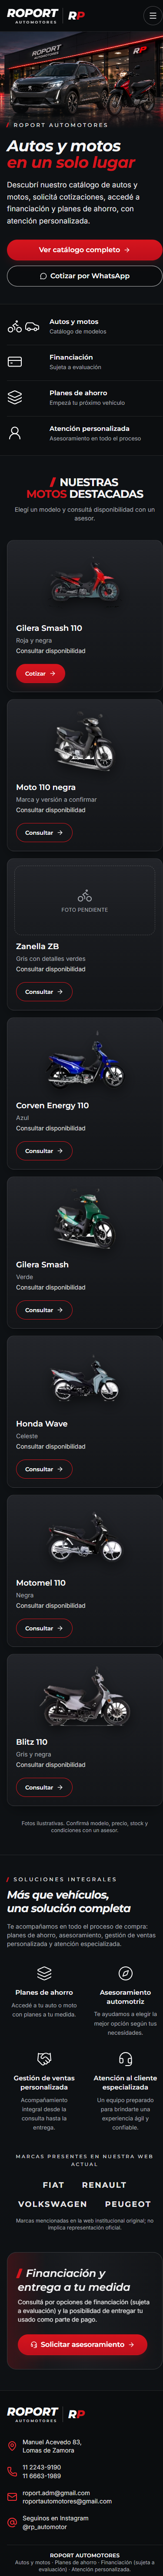 ROPORT
AUTOMOTORES
RP
ROPORT
AUTOMOTORES
RP
/ ROPORT AUTOMOTORES
Autos y motos
en un solo lugar
Descubrí nuestro catálogo de autos y
motos, solicitá cotizaciones, accedé a
financiación y planes de ahorro, con
atención personalizada.
Ver catálogo completo →
Cotizar por WhatsApp
Autos y motos
Catálogo de modelos
Financiación
Sujeta a evaluación
Planes de ahorro
Empezá tu próximo vehículo
Atención personalizada
Asesoramiento en todo el proceso
NUESTRAS
MOTOS DESTACADAS
Elegí un modelo y consultá disponibilidad con un
asesor.
Gilera Smash 110
Roja y negra
Consultar disponibilidad
Cotizar →
Moto 110 negra
Marca y versión a confirmar
Consultar disponibilidad
Consultar →
FOTO PENDIENTE
Zanella ZB
Gris con detalles verdes
Consultar disponibilidad
Consultar →
Corven Energy 110
Azul
Consultar disponibilidad
Consultar →
Gilera Smash
Verde
Consultar disponibilidad
Consultar →
Honda Wave
Celeste
Consultar disponibilidad
Consultar →
Motomel 110
Negra
Consultar disponibilidad
Consultar →
Blitz 110
Gris y negra
Consultar disponibilidad
Consultar →
Fotos ilustrativas. Confirmá modelo, precio, stock y
condiciones con un asesor.
/ SOLUCIONES INTEGRALES
Más que vehículos,
una solución completa
Te acompañamos en todo el proceso de compra:
planes de ahorro, asesoramiento, gestión de ventas
personalizada y atención especializada.
Planes de ahorro
Accedé a tu auto o moto
con planes a tu medida.
Asesoramiento
automotriz
Te ayudamos a elegir la
mejor opción según tus
necesidades.
Gestión de ventas
personalizada
Acompañamiento
integral desde la
consulta hasta la
entrega.
Atención al cliente
especializada
Un equipo preparado
para brindarte una
experiencia ágil y
confiable.
MARCAS PRESENTES EN NUESTRA WEB
ACTUAL
FIAT RENAULT
VOLKSWAGEN PEUGEOT
Marcas mencionadas en la web institucional original; no
implica representación oficial.
Financiación y
entrega a tu medida
Consultá por opciones de financiación (sujeta
a evaluación) y la posibilidad de entregar tu
usado como parte de pago.
Solicitar asesoramiento →
ROPORT
AUTOMOTORES
RP
Manuel Acevedo 83,
Lomas de Zamora
11 2243-9190
11 6663-1989
roport.adm@gmail.com
roportautomotores@gmail.com
Seguinos en Instagram
@rp_automotor
ROPORT AUTOMOTORES
Autos y motos · Planes de ahorro · Financiación (sujeta a
evaluación) · Atención personalizada.